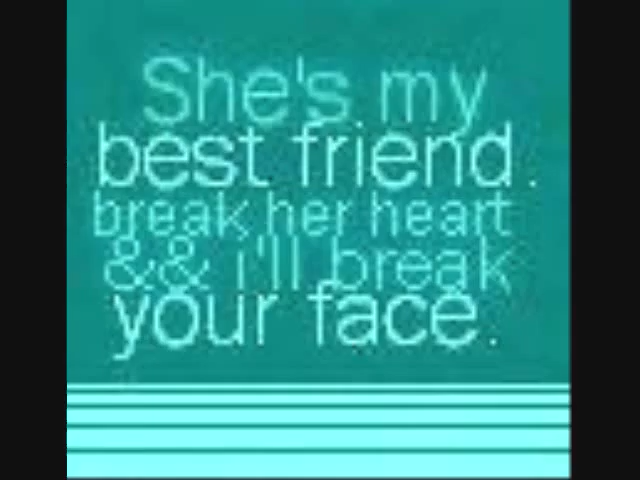 She's my
best friend.
break her heart
&& i'll break
your face.